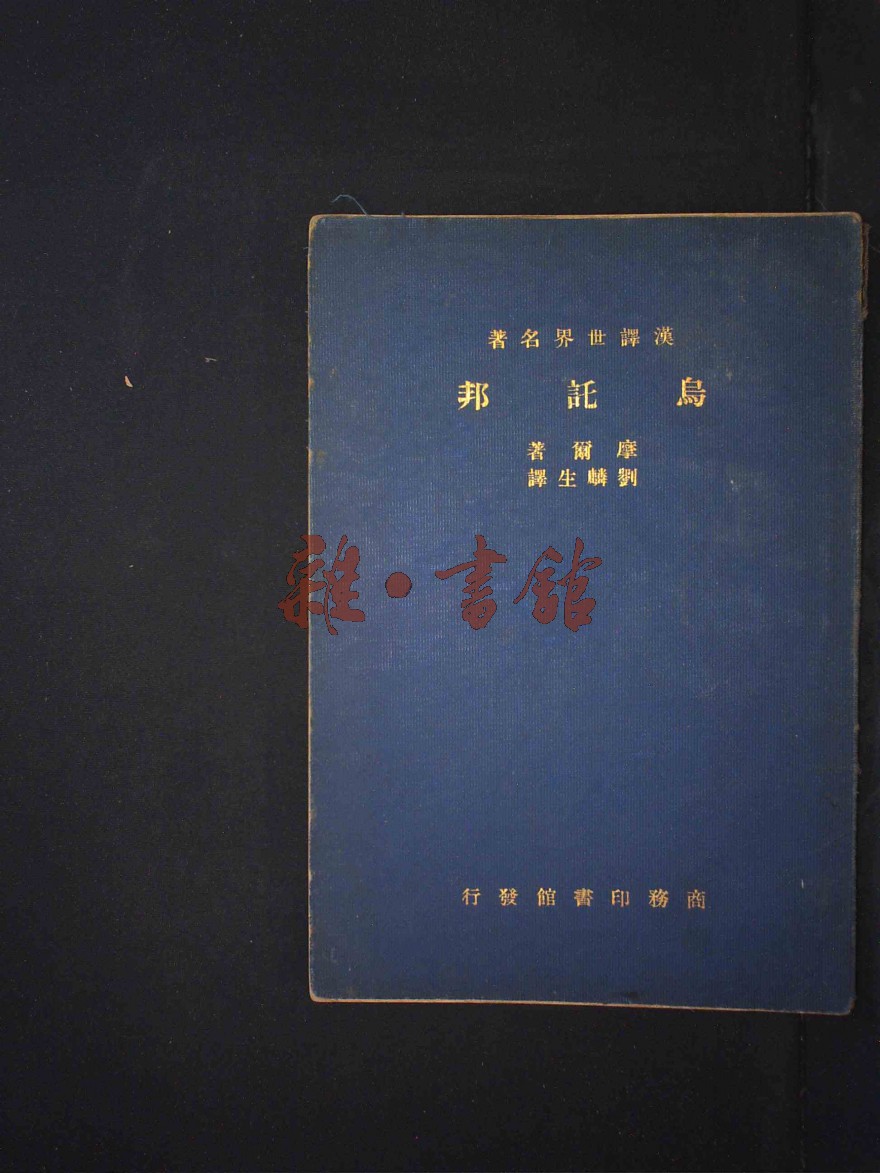 漢譯世界名著
烏託邦
摩爾著
劉麟生譯
雜·書館
商務印書館發行